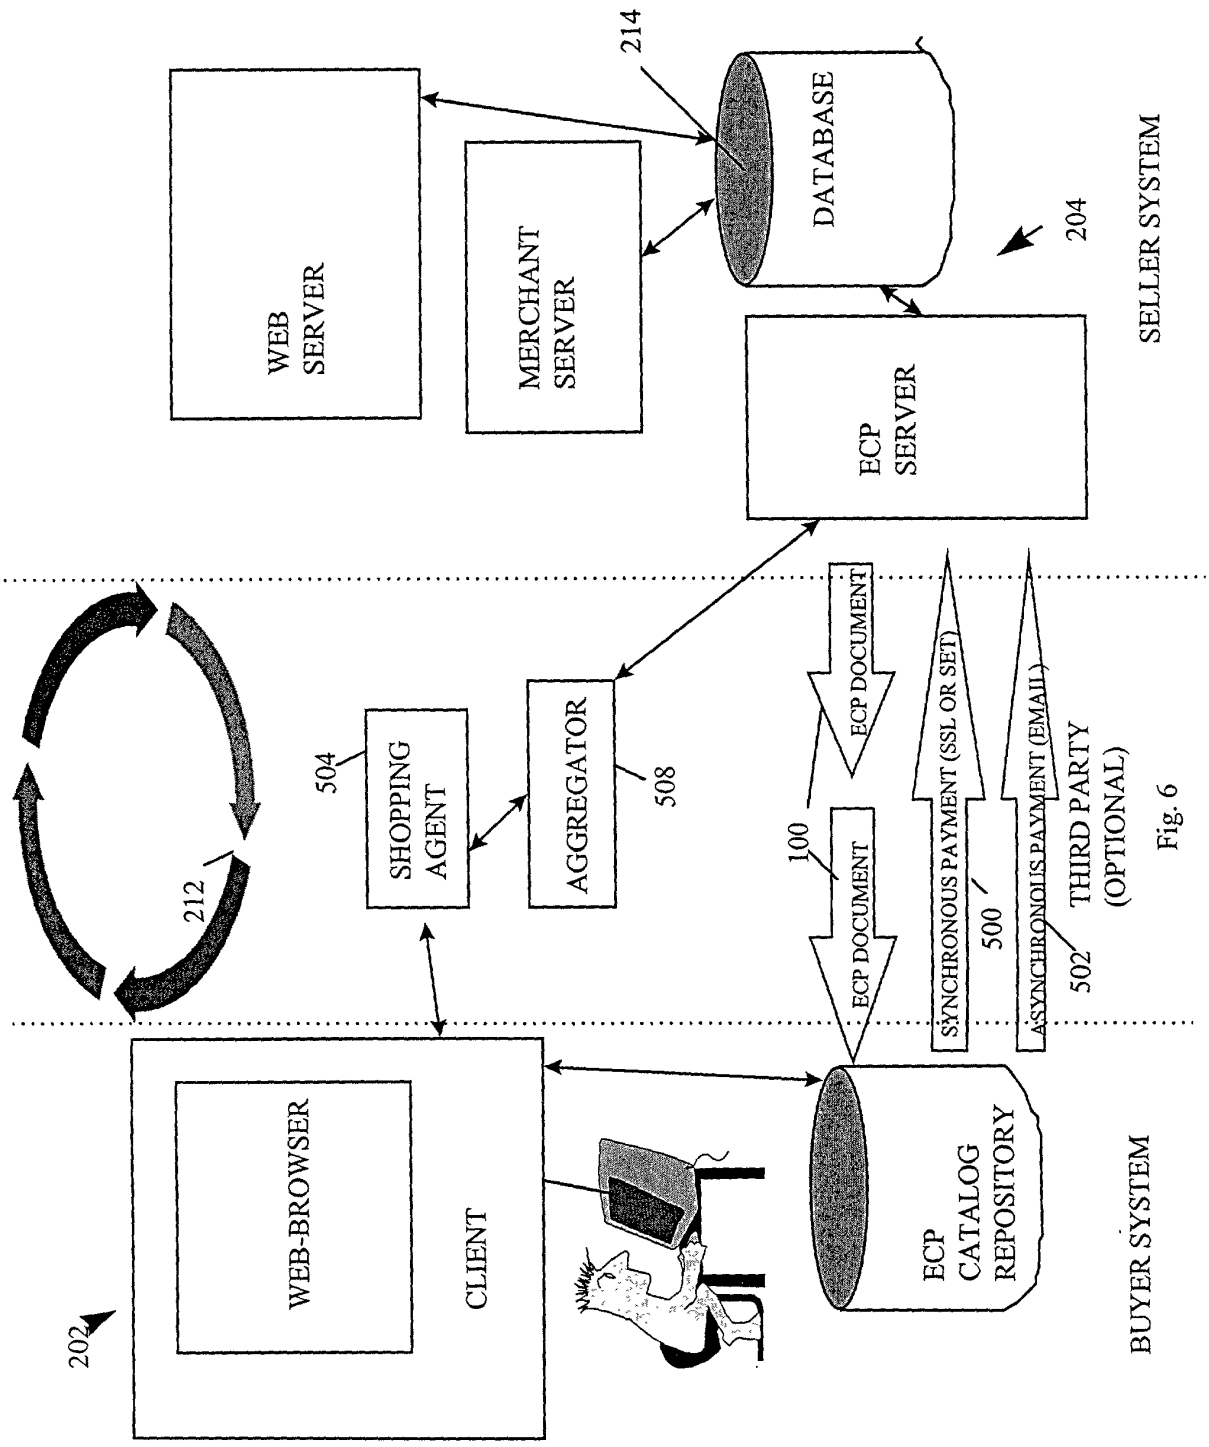 202
WEB-BROWSER
CLIENT
ECP
CATALOG
REPOSITORY
BUYER SYSTEM
212
504
SHOPPING
AGENT
AGGREGATOR
508
100
ECP DOCUMENT
ECP DOCUMENT
SYNCHRONOUS PAYMENT (SSL OR SET)
500
ASYNCHRONOUS PAYMENT (EMAIL)
502
THIRD PARTY
(OPTIONAL)
WEB
SERVER
MERCHANT
SERVER
214
DATABASE
ECP
SERVER
204
SELLER SYSTEM
Fig. 6